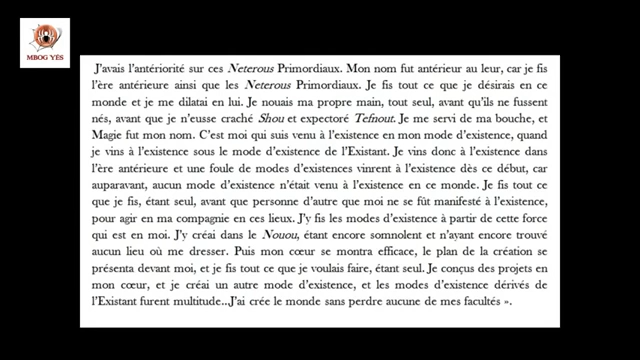 MBOG YÉS
J'avais l'antériorité sur ces Neterous Primordiaux. Mon nom fut antérieur au leur, car je fis
l'ère antérieure ainsi que les Neterous Primordiaux. Je fis tout ce que je désirais en ce
monde et je me dilatai en lui. Je nouais ma propre main, tout seul, avant qu'ils ne fussent
nés, avant que je n'eusse craché Shou et expectoré Tefnout. Je me servi de ma bouche, et
Magie fut mon nom. C'est moi qui suis venu à l'existence en mon mode d'existence, quand
je vins à l'existence sous le mode d'existence de l'Existant. Je vins donc à l'existence dans
l'ère antérieure et une foule de modes d'existences vinrent à existence dès ce début, car
auparavant, aucun mode d'existence n'était venu à l'existence en ce monde. Je fis tout ce
que je fis, étant seul, avant que personne d'autre que moi ne se fût manifesté à l'existence,
pour agir en ma compagnie en ces lieux. J'y fis les modes d'existence à partir de cette force
qui est en moi. J'y créai dans le Nouou, étant encore somnolent et n'ayant encore trouvé
aucun lieu où me dresser. Puis mon cœur se montra efficace, le plan de la création se
présenta devant moi, et je fis tout ce que je voulais faire, étant seul. Je conçus des projets en
mon cœur, et je créai un autre mode d'existence, et les modes d'existence dérivés de
l'Existant furent multitude..J'ai crée le monde sans perdre aucune de mes facultés ».